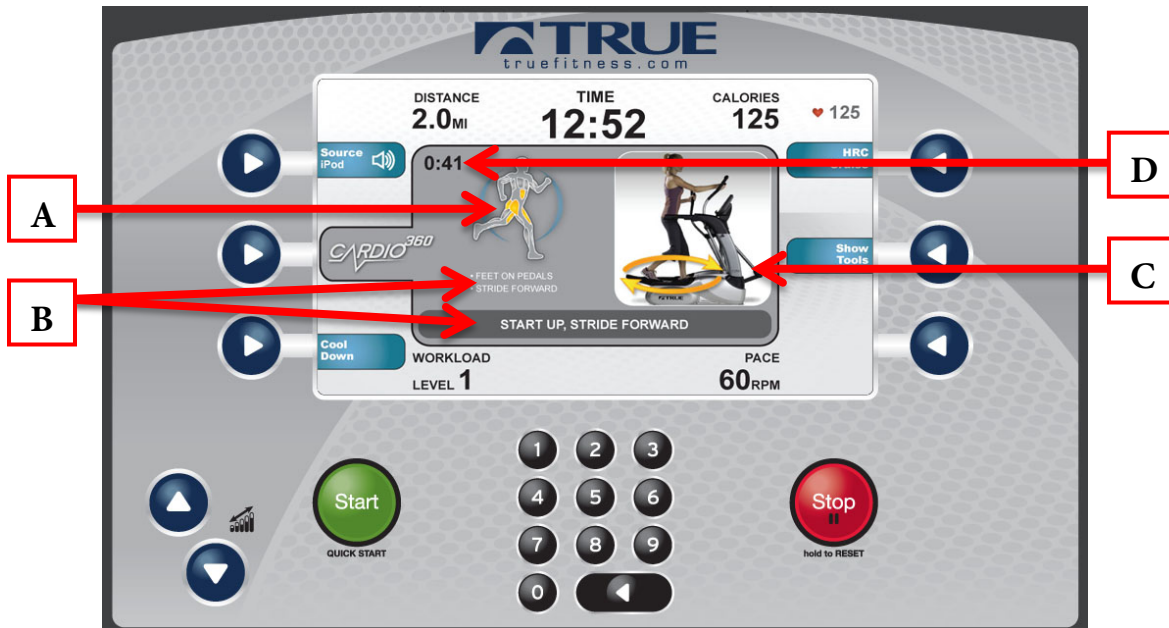 TRUE
truefitness.com
DISTANCE
2.0MI
TIME
12:52
CALORIES
125
125
Source
iPod
0:41
HRC
D
A
CARDIO360
Show
Tools
• FEET ON PEDALS
• STRIDE FORWARD
TRUE
C
B
START UP, STRIDE FORWARD
Cool
Down
WORKLOAD
LEVEL 1
PACE
60RPM
1 2 3
Start
4 5 6
Stop
QUICK START
7 8 9
hold to RESET
0